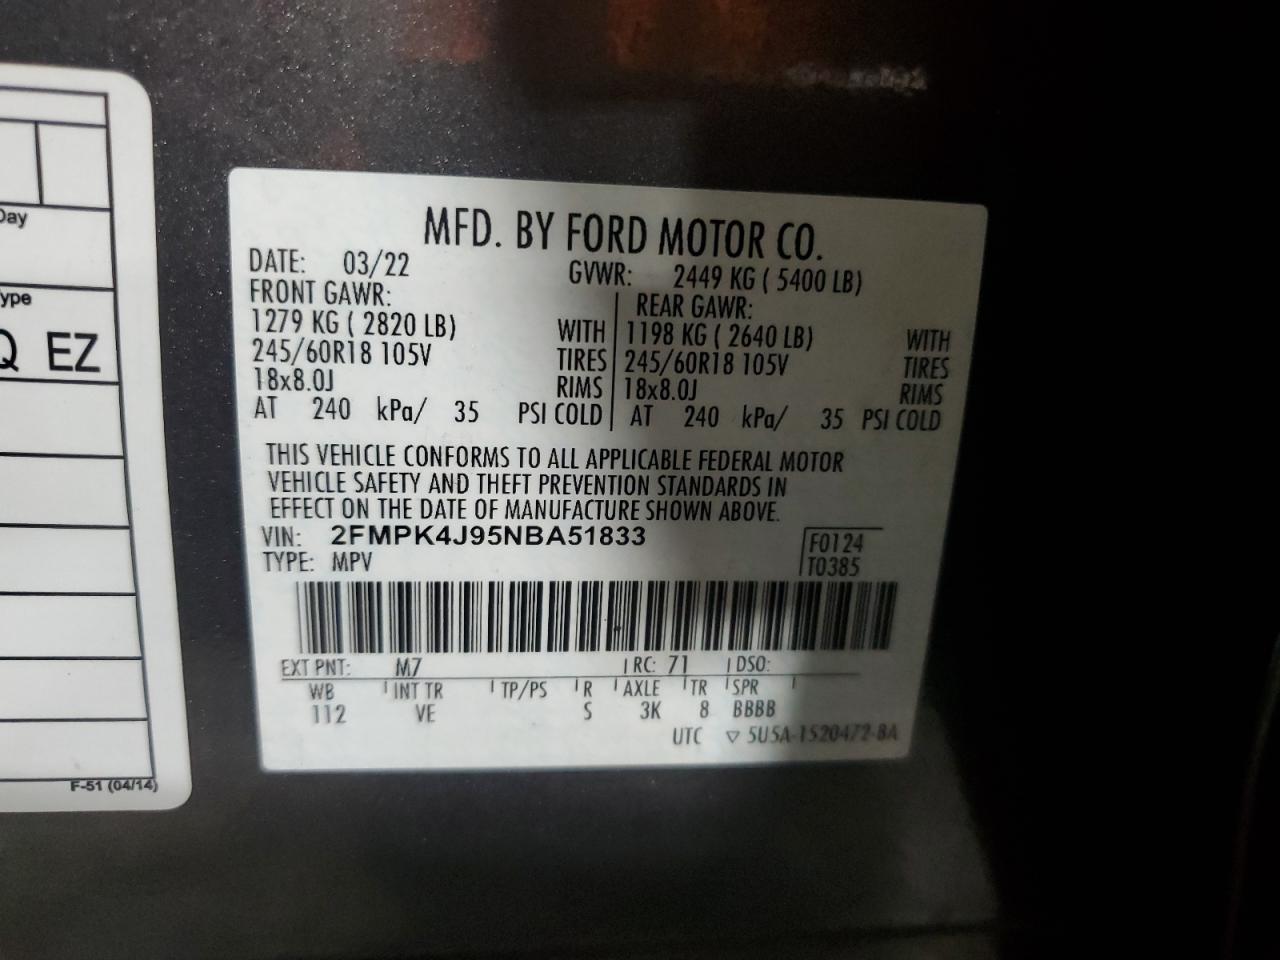 Day
ype
Q EZ
F-51 (04/14)
MFD. BY FORD MOTOR CO.
DATE: 03/22 GVWR: 2449 KG ( 5400 LB)
FRONT GAWR: REAR GAWR:
1279 KG ( 2820 LB) WITH 1198 KG ( 2640 LB) WITH
245/60R18 105V TIRES 245/60R18 105V TIRES
18x8.0J RIMS 18x8.0J RIMS
AT 240 kPa/ 35 PSI COLD AT 240 kPa/ 35 PSI COLD
THIS VEHICLE CONFORMS TO ALL APPLICABLE FEDERAL MOTOR
VEHICLE SAFETY AND THEFT PREVENTION STANDARDS IN
EFFECT ON THE DATE OF MANUFACTURE SHOWN ABOVE.
VIN: 2FMPK4J95NBA51833 F0124
TYPE: MPV T0385
EXT PNT: M7 RC: 71 DSO:
WB INT TR TP/PS R AXLE TR SPR
112 VE S 3K 8 BBBB
UTC ▽ 5U5A-1520472-BA